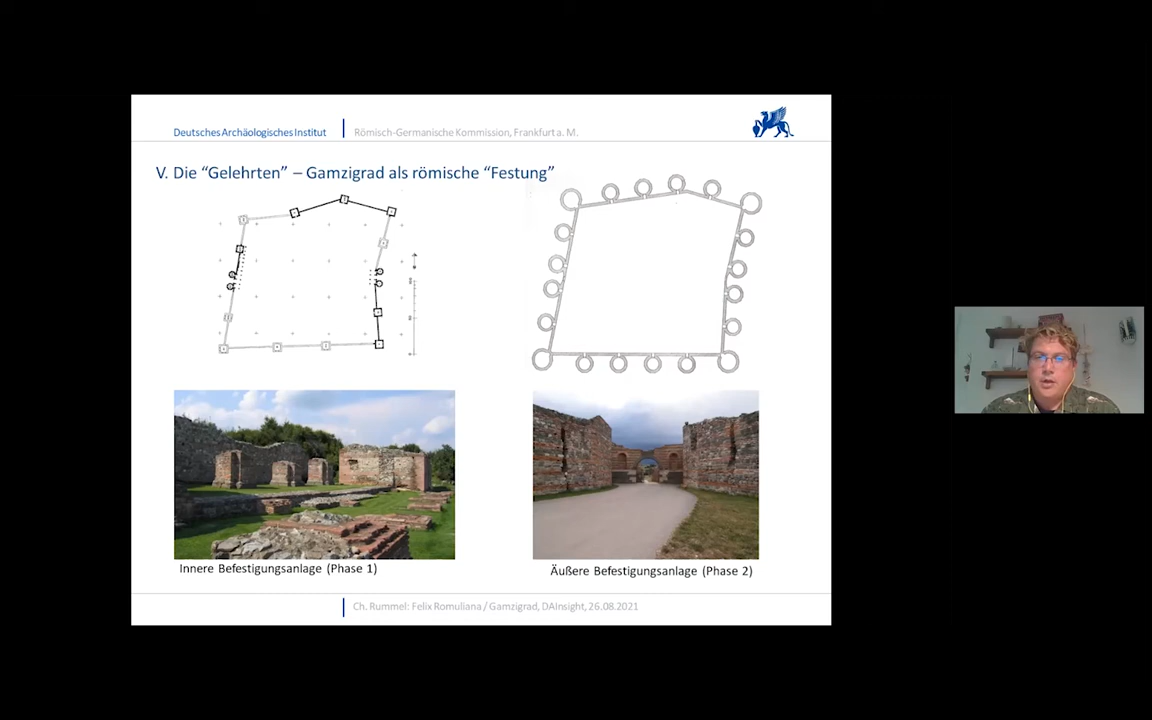 Deutsches Archäologisches Institut
Römisch-Germanische Kommission, Frankfurt a. M.
V. Die “Gelehrten” – Gamzigrad als römische “Festung”
Innere Befestigungsanlage (Phase 1)
Äußere Befestigungsanlage (Phase 2)
Ch. Rummel: Felix Romuliana / Gamzigrad, DAInsight, 26.08.2021